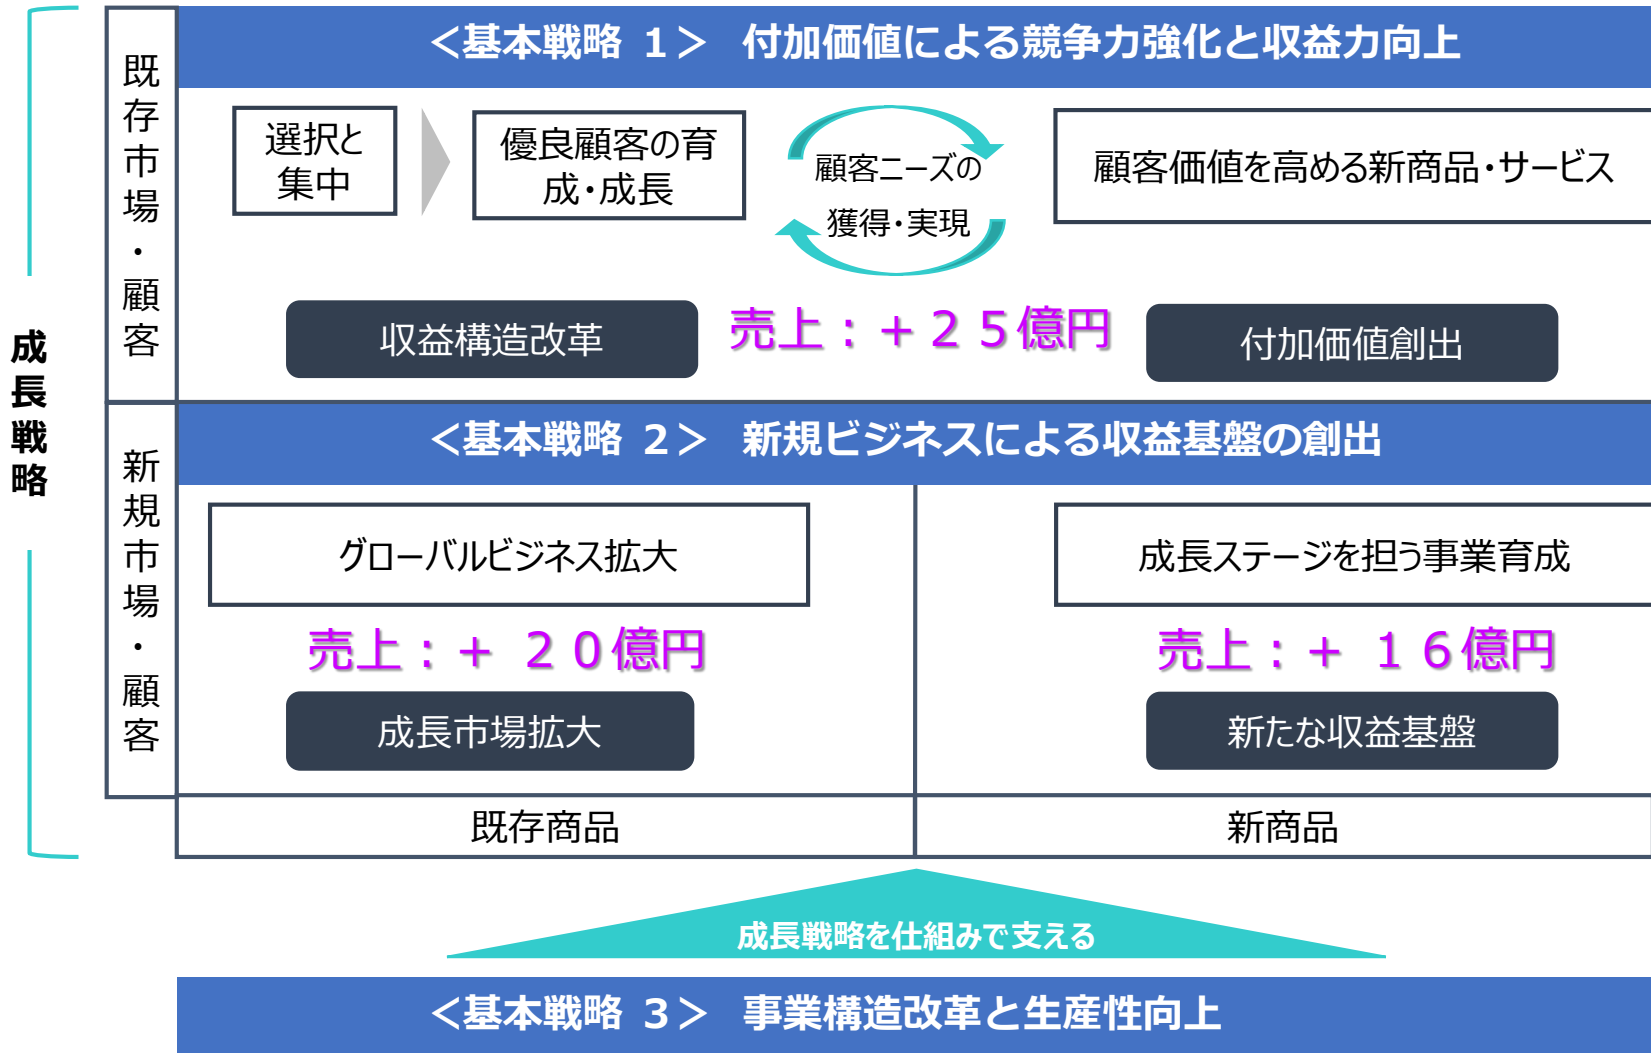 成長戦略
既存市場・顧客
＜基本戦略 1＞ 付加価値による競争力強化と収益力向上
選択と
集中
優良顧客の育
成・成長
顧客ニーズの
獲得・実現
顧客価値を高める新商品・サービス
収益構造改革
売上：＋２５億円
付加価値創出
新規市場・顧客
＜基本戦略 2＞ 新規ビジネスによる収益基盤の創出
グローバルビジネス拡大
成長ステージを担う事業育成
売上：＋ ２０億円
売上：＋ １６億円
成長市場拡大
新たな収益基盤
既存商品
新商品
成長戦略を仕組みで支える
＜基本戦略 3＞ 事業構造改革と生産性向上